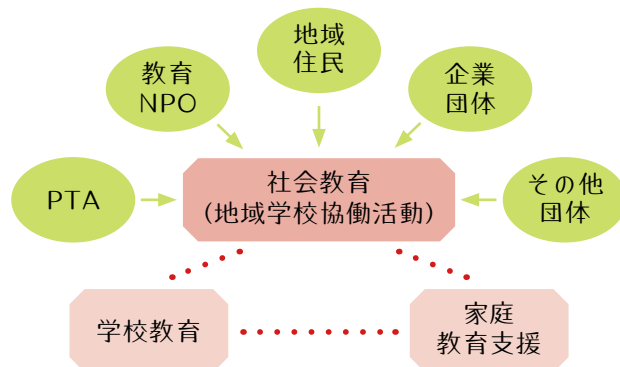 地域
住民
教育
NPO
企業
団体
PTA
社会教育
(地域学校協働活動)
その他
団体
学校教育
家庭
教育支援